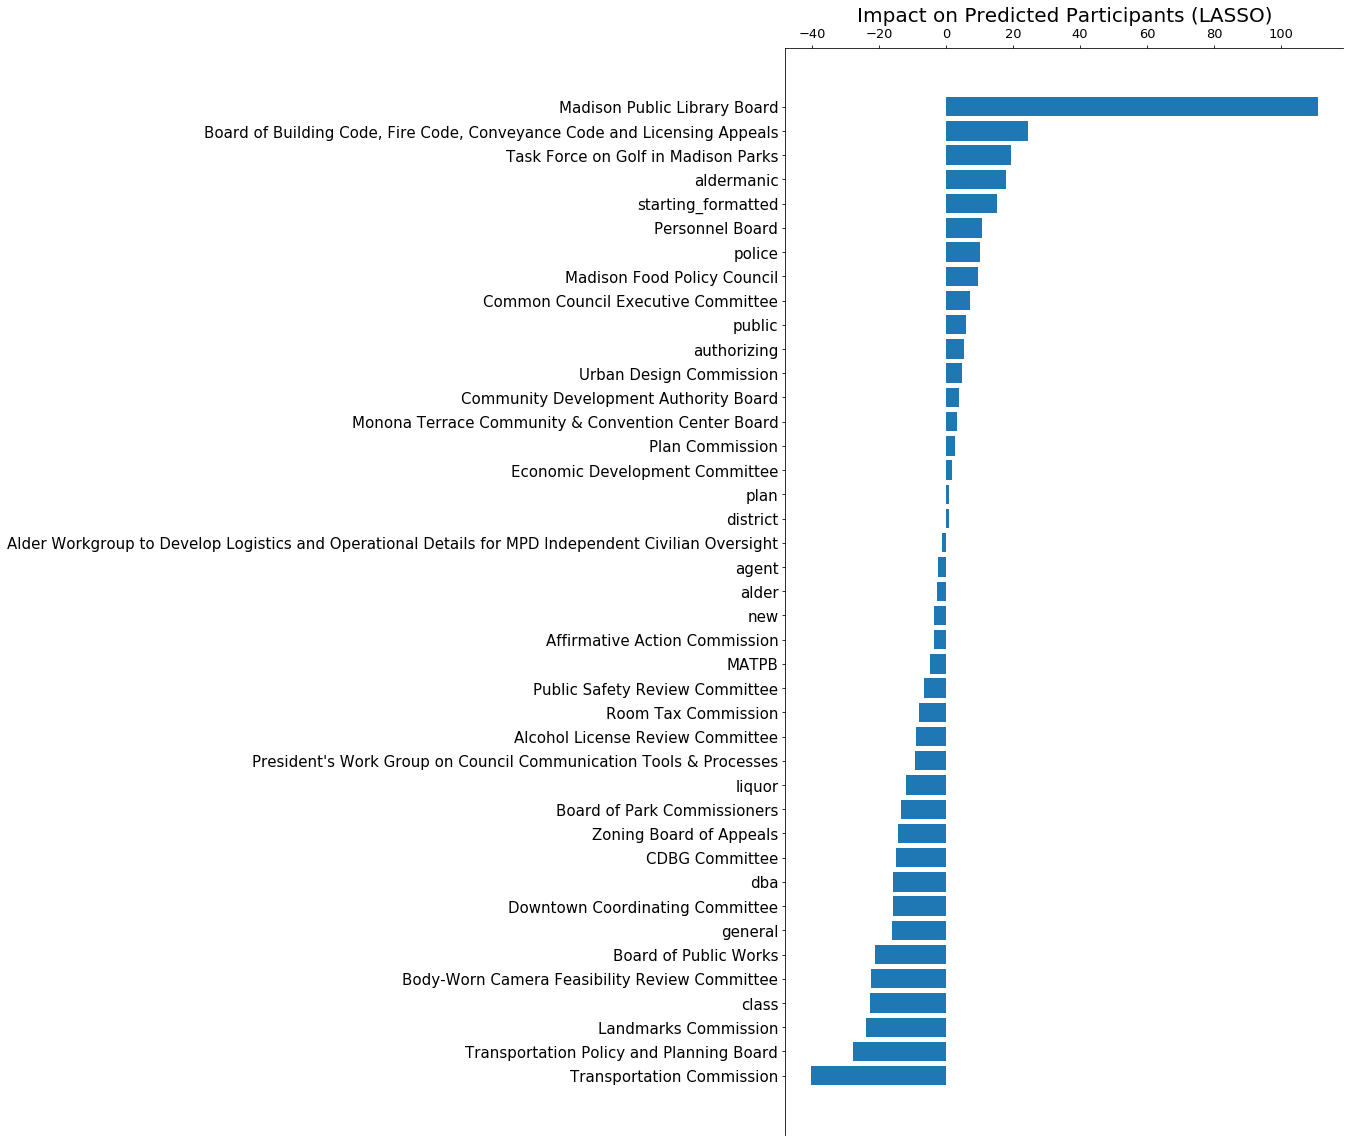 Impact on Predicted Participants (LASSO)
−40 −20 0 20 40 60 80 100
Madison Public Library Board
Board of Building Code, Fire Code, Conveyance Code and Licensing Appeals
Task Force on Golf in Madison Parks
aldermanic
starting_formatted
Personnel Board
police
Madison Food Policy Council
Common Council Executive Committee
public
authorizing
Urban Design Commission
Community Development Authority Board
Monona Terrace Community & Convention Center Board
Plan Commission
Economic Development Committee
plan
district
Alder Workgroup to Develop Logistics and Operational Details for MPD Independent Civilian Oversight
agent
alder
new
Affirmative Action Commission
MATPB
Public Safety Review Committee
Room Tax Commission
Alcohol License Review Committee
President's Work Group on Council Communication Tools & Processes
liquor
Board of Park Commissioners
Zoning Board of Appeals
CDBG Committee
dba
Downtown Coordinating Committee
general
Board of Public Works
Body-Worn Camera Feasibility Review Committee
class
Landmarks Commission
Transportation Policy and Planning Board
Transportation Commission